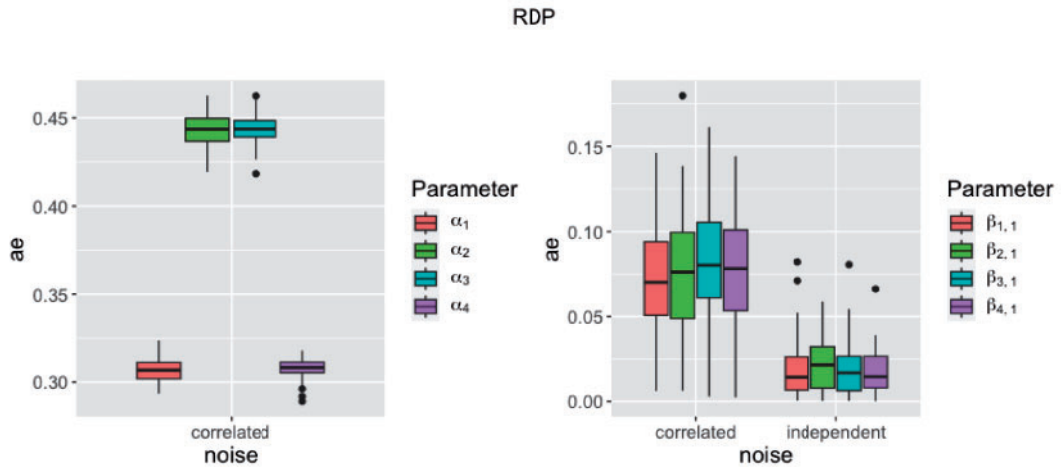 RDP
ae
0.45
0.40
0.35
0.30
correlated
noise
Parameter
α1
α2
α3
α4
ae
0.15
0.10
0.05
0.00
correlated independent
noise
Parameter
β1, 1
β2, 1
β3, 1
β4, 1